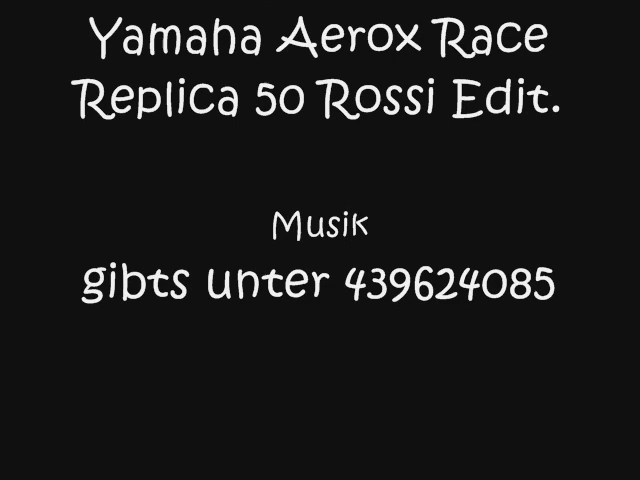 Yamaha Aerox Race
Replica 50 Rossi Edit.
Musik
gibts unter 439624085